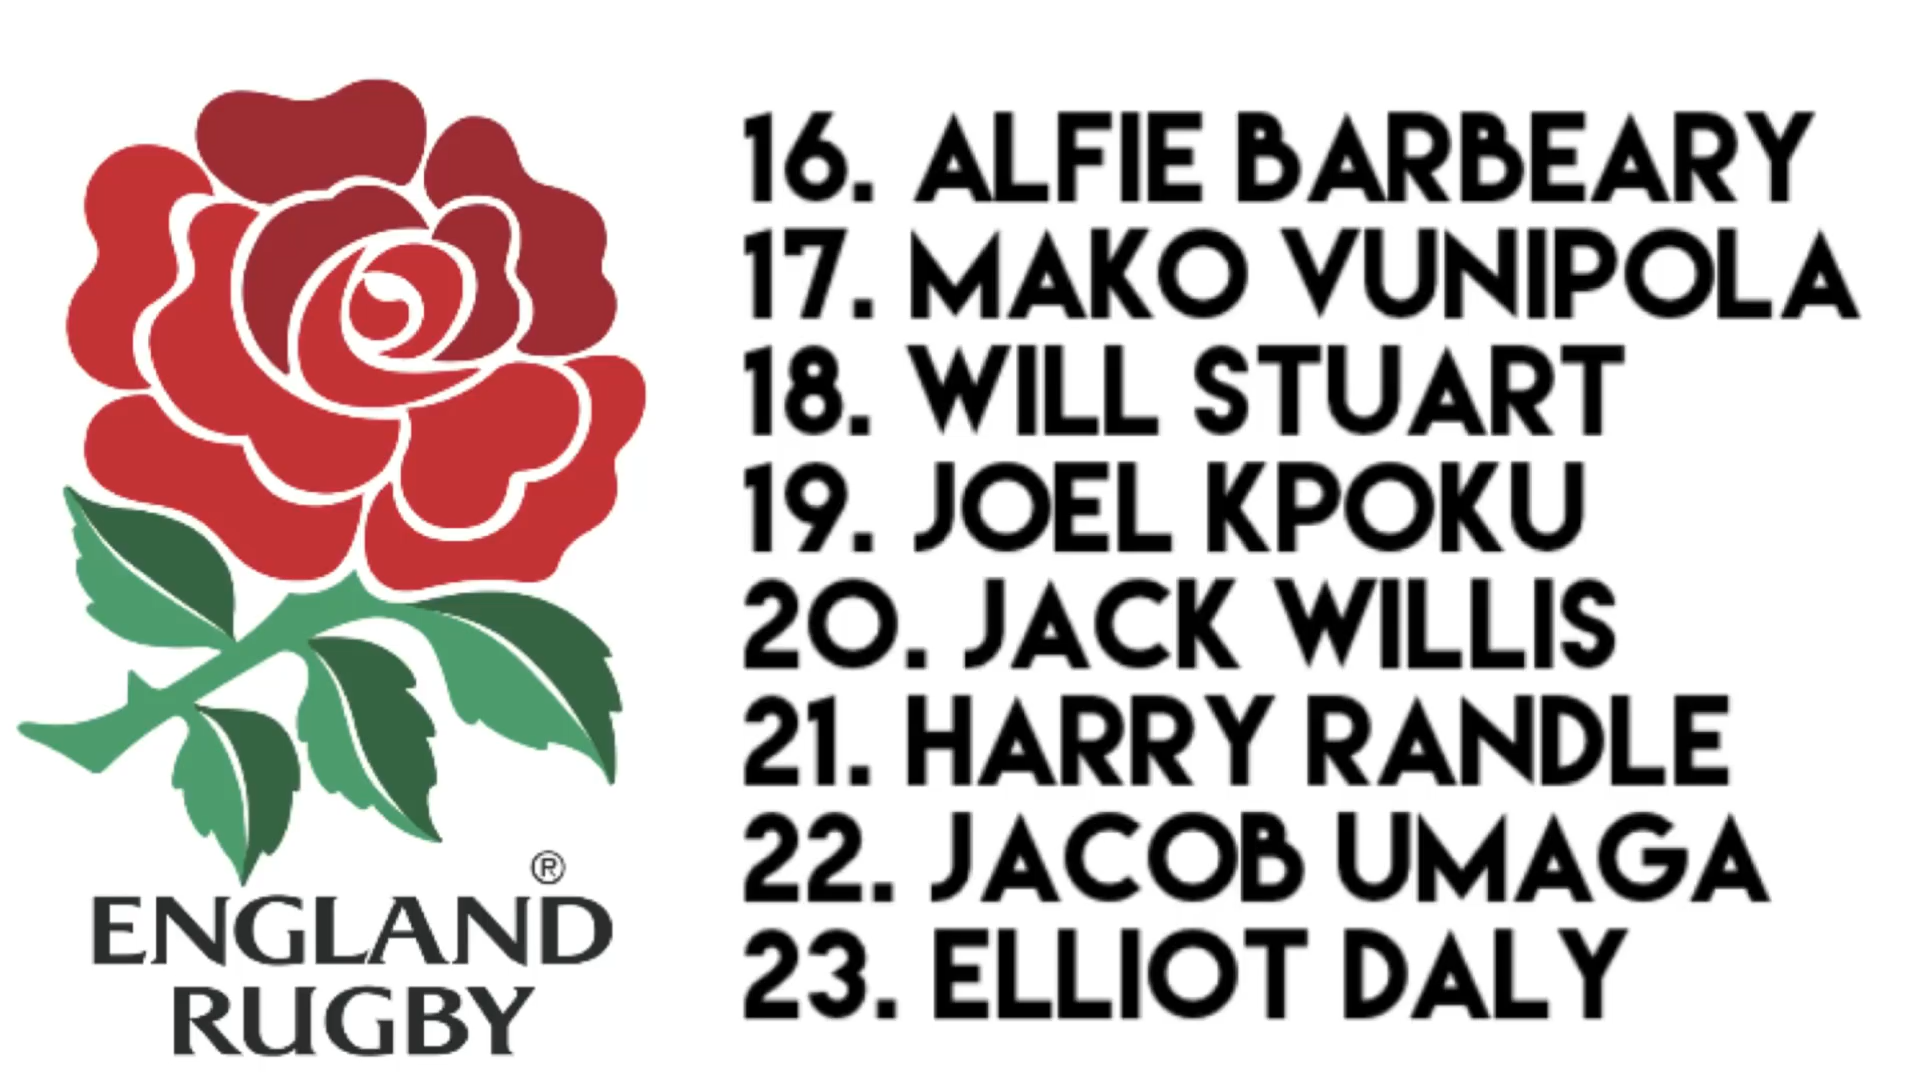 16. ALFIE BARBEARY
17. MAKO VUNIPOLA
18. WILL STUART
19. JOEL KPOKU
20. JACK WILLIS
21. HARRY RANDLE
22. JACOB UMAGA
23. ELLIOT DALY
®
ENGLAND
RUGBY